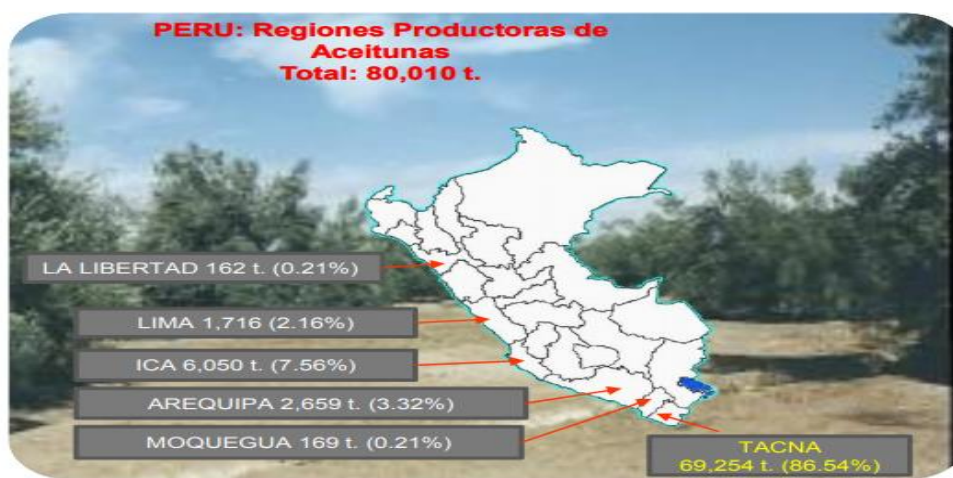 PERU: Regiones Productoras de
Aceitunas
Total: 80,010 t.
LA LIBERTAD 162 t. (0.21%)
LIMA 1,716 (2.16%)
ICA 6,050 t. (7.56%)
AREQUIPA 2,659 t. (3.32%)
MOQUEGUA 169 t. (0.21%)
TACNA
69,254 t. (86.54%)